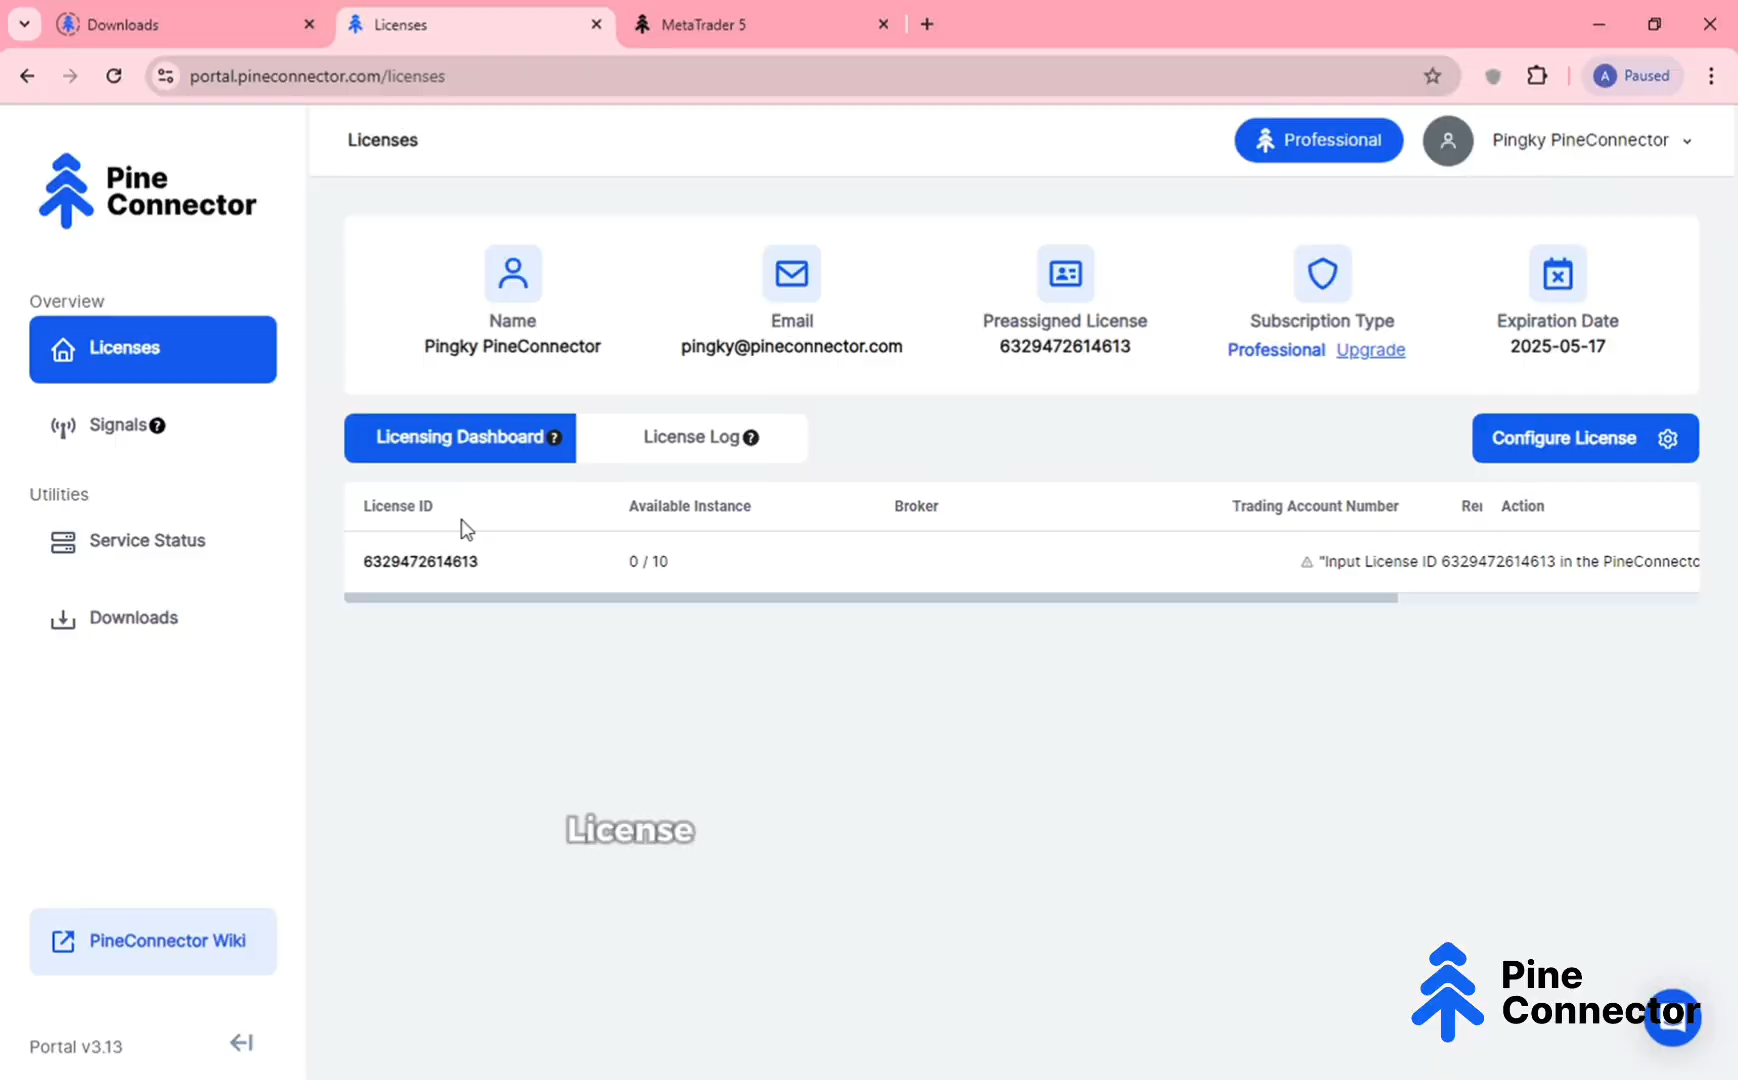 Downloads
Licenses
MetaTrader 5
portal.pineconnector.com/licenses
A
Paused
Pine
Connector
Licenses
Professional
Pingky PineConnector
Name
Pingky PineConnector
Email
pingky@pineconnector.com
Preassigned License
6329472614613
Subscription Type
Professional Upgrade
Expiration Date
2025-05-17
Overview
Licenses
Signals
Utilities
Service Status
Downloads
Licensing Dashboard
License Log
Configure License
License ID
Available Instance
Broker
Trading Account Number
Rei
Action
6329472614613
0 / 10
"Input License ID 6329472614613 in the PineConnecto
License
PineConnector Wiki
Portal v3.13
Pine
Connector